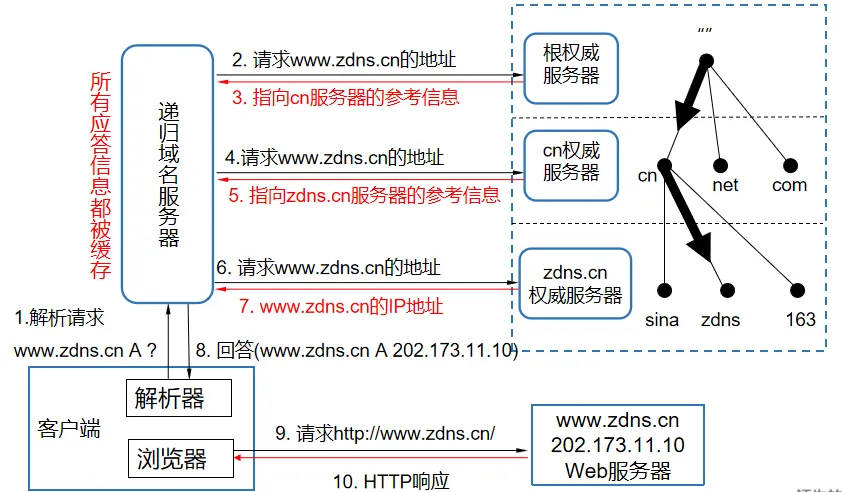 所有应答信息都被缓存
递归域名服务器
2. 请求www.zdns.cn的地址
3. 指向cn服务器的参考信息
根权威
服务器
“”
4.请求www.zdns.cn的地址
5. 指向zdns.cn服务器的参考信息
cn权威
服务器
cn
net
com
6. 请求www.zdns.cn的地址
7. www.zdns.cn的IP地址
zdns.cn
权威服务器
sina
zdns
163
1.解析请求
www.zdns.cn A ?
8. 回答(www.zdns.cn A 202.173.11.10)
客户端
解析器
浏览器
9. 请求http://www.zdns.cn/
10. HTTP响应
www.zdns.cn
202.173.11.10
Web服务器